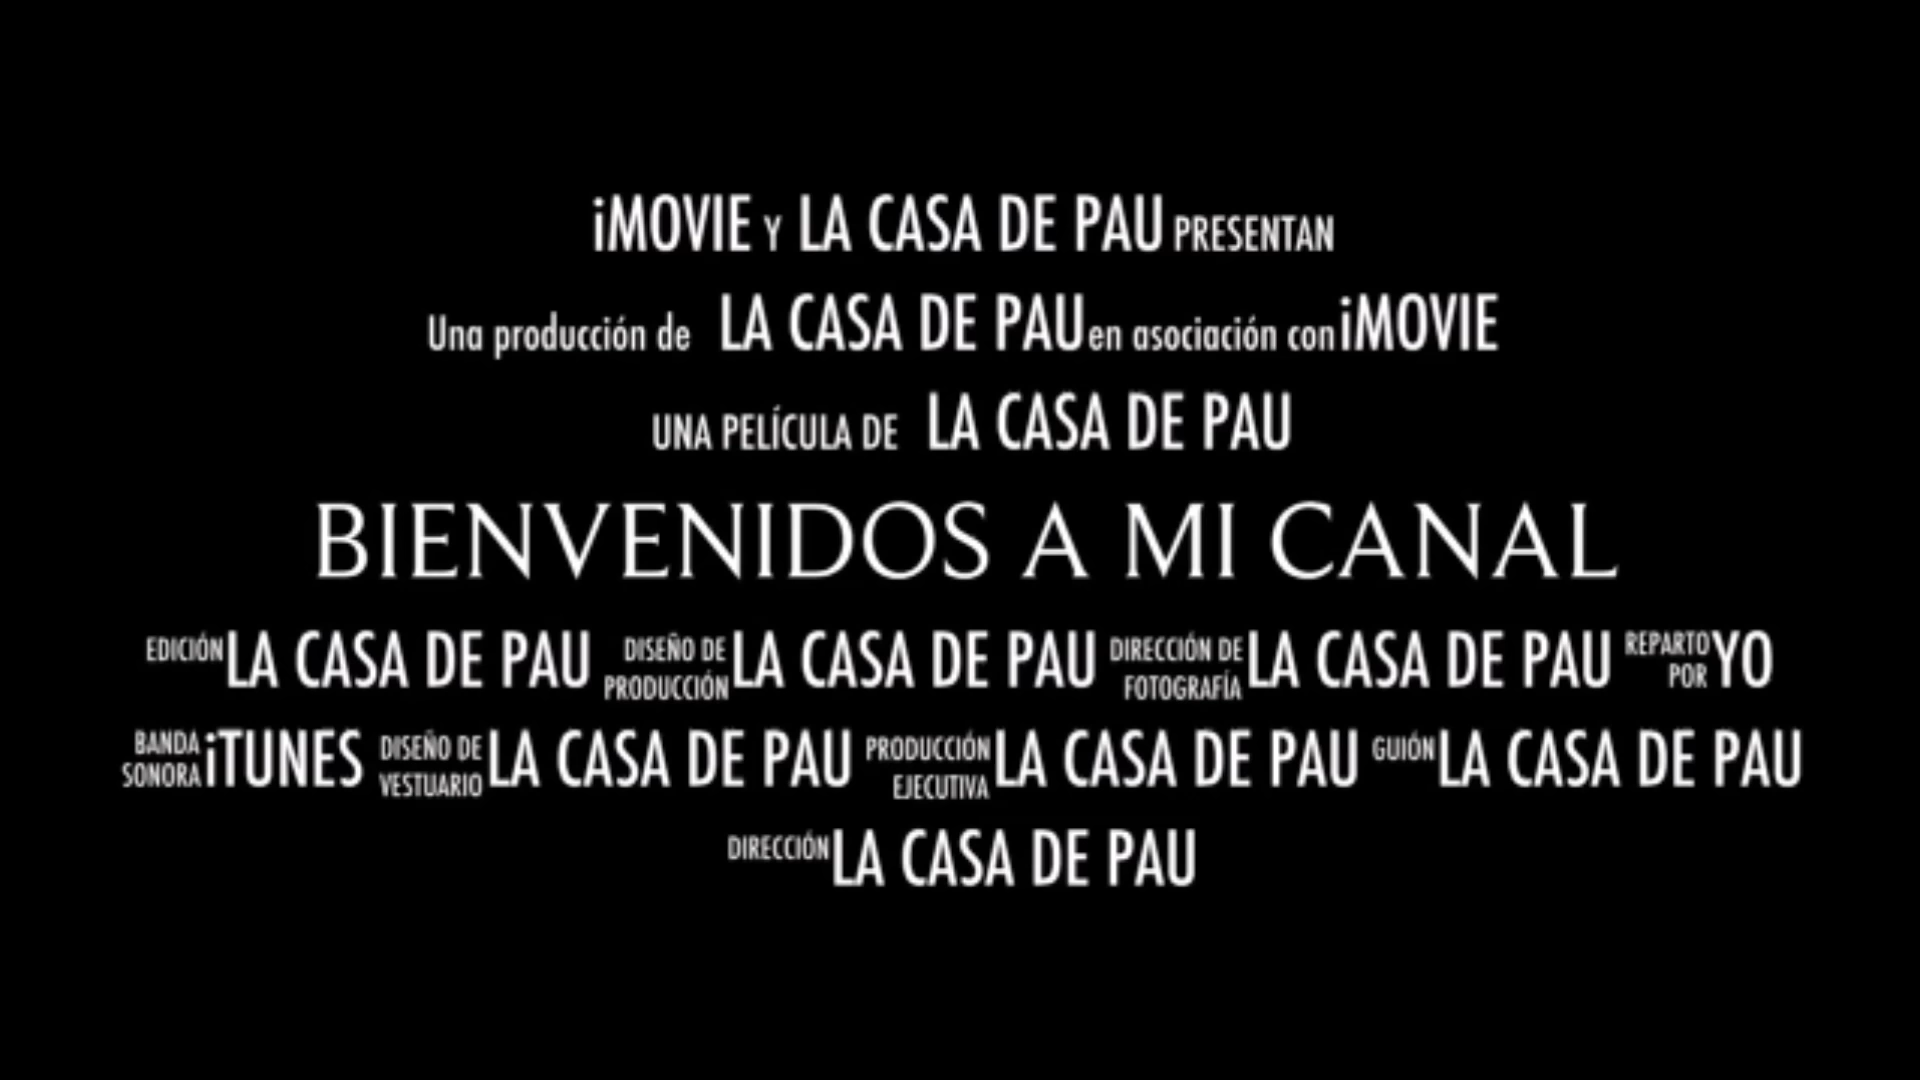 iMOVIE Y LA CASA DE PAU PRESENTAN
Una producción de LA CASA DE PAU en asociación con iMOVIE
UNA PELÍCULA DE LA CASA DE PAU
BIENVENIDOS A MI CANAL
EDICIÓN LA CASA DE PAU DISEÑO DE PRODUCCIÓN LA CASA DE PAU DIRECCIÓN DE FOTOGRAFÍA LA CASA DE PAU REPARTO POR YO
BANDA SONORA iTUNES DISEÑO DE VESTUARIO LA CASA DE PAU PRODUCCIÓN EJECUTIVA LA CASA DE PAU GUIÓN LA CASA DE PAU
DIRECCIÓN LA CASA DE PAU